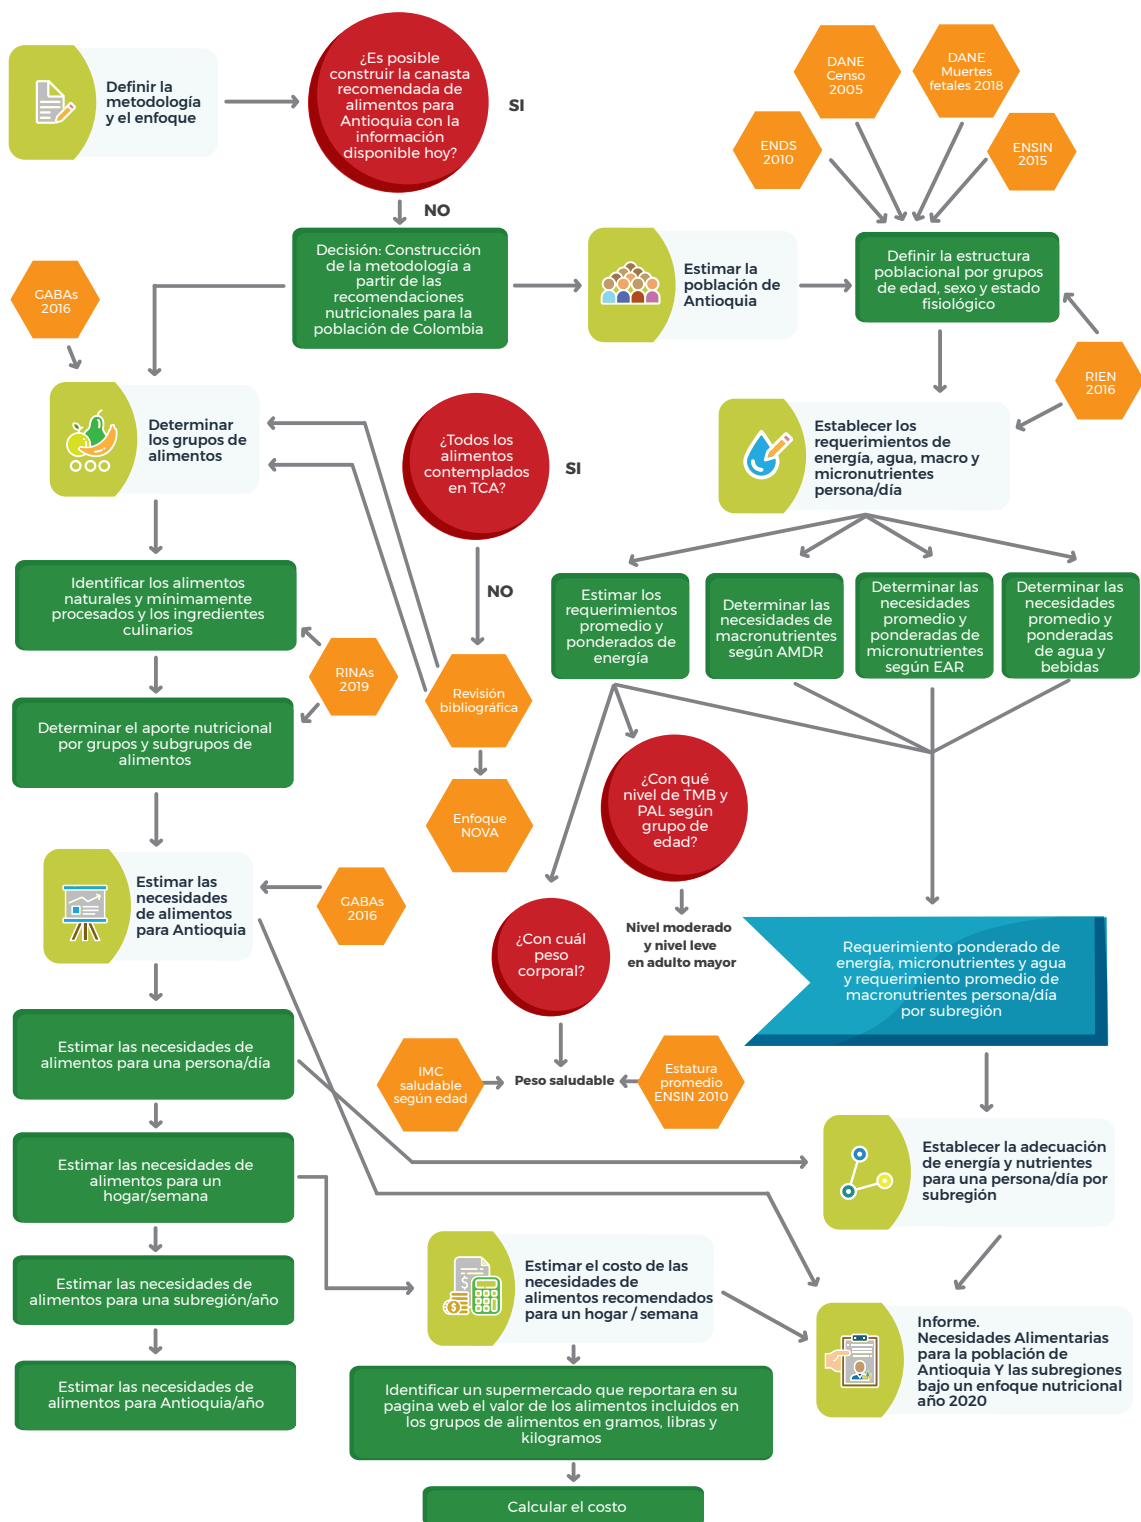 Definir la
metodología
y el enfoque
¿Es posible
construir la canasta
recomendada de
alimentos para
Antioquia con la
información
disponible hoy?
SI
NO
DANE
Censo
2005
DANE
Muertes
fetales 2018
ENDS
2010
ENSIN
2015
GABAs
2016
Decisión: Construcción
de la metodología a
partir de las
recomendaciones
nutricionales para la
población de Colombia
Estimar la
población de
Antioquia
Definir la estructura
poblacional por grupos
de edad, sexo y estado
fisiológico
RIEN
2016
Determinar
los grupos de
alimentos
¿Todos los
alimentos
contemplados
en TCA?
SI
NO
Establecer los
requerimientos de
energía, agua, macro y
micronutrientes
persona/día
Identificar los alimentos
naturales y mínimamente
procesados y los ingredientes
culinarios
RINAs
2019
Revisión
bibliográfica
Estimar los
requerimientos
promedio y
ponderados de
energía
Determinar las
necesidades de
macronutrientes
según AMDR
Determinar las
necesidades
promedio y
ponderadas de
micronutrientes
según EAR
Determinar las
necesidades
promedio y
ponderadas
de agua y
bebidas
Determinar el aporte nutricional
por grupos y subgrupos de
alimentos
Enfoque
NOVA
¿Con qué
nivel de TMB y
PAL según
grupo de
edad?
Estimar las
necesidades
de alimentos
para Antioquia
GABAs
2016
¿Con cuál
peso
corporal?
Nivel moderado
y nivel leve
en adulto mayor
Requerimiento ponderado de
energía, micronutrientes y agua
y requerimiento promedio de
macronutrientes persona/día
por subregión
Estimar las necesidades de
alimentos para una persona/día
IMC
saludable
según edad
Peso saludable
Estatura
promedio
ENSIN 2010
Estimar las necesidades de
alimentos para un
hogar/semana
Establecer la adecuación
de energía y nutrientes
para una persona/día por
subregión
Estimar las necesidades de
alimentos para una subregión/año
Estimar el costo de las
necesidades de
alimentos recomendados
para un hogar / semana
Informe.
Necesidades Alimentarias
para la población de
Antioquia Y las subregiones
bajo un enfoque nutricional
año 2020
Estimar las necesidades de
alimentos para Antioquia/año
Identificar un supermercado que reportara en su
pagina web el valor de los alimentos incluidos en
los grupos de alimentos en gramos, libras y
kilogramos
Calcular el costo